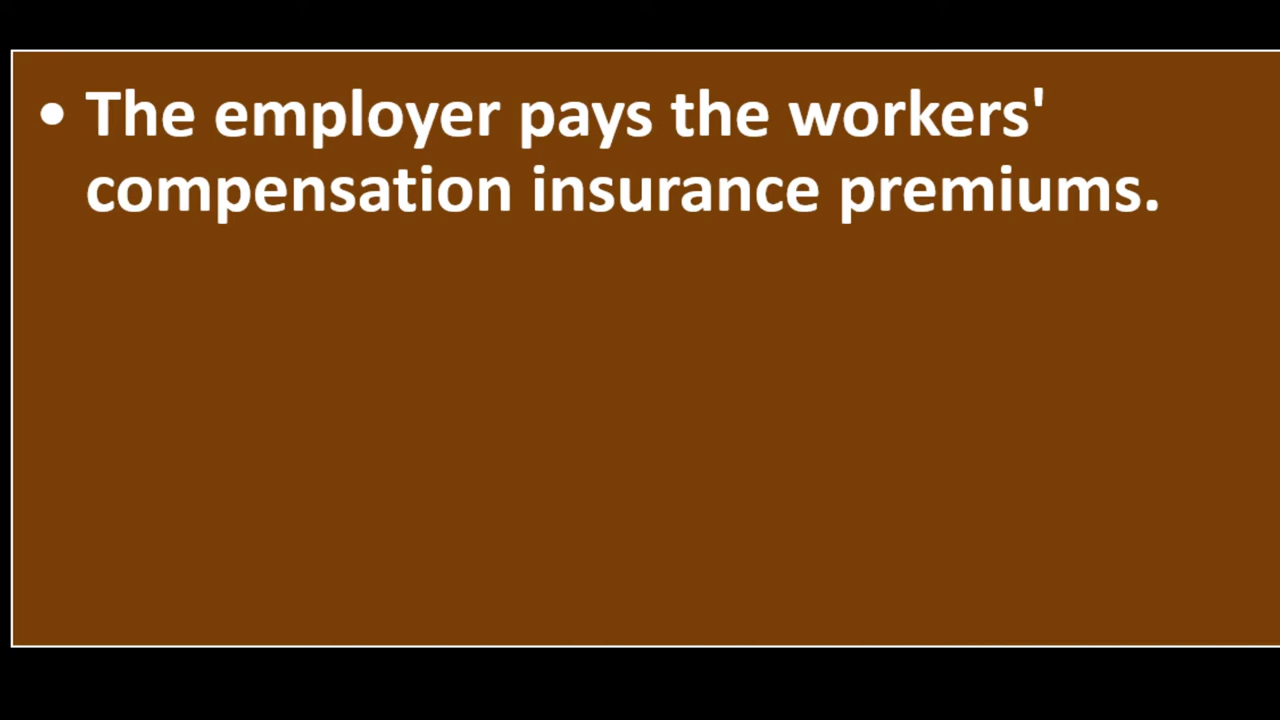 • The employer pays the workers'
compensation insurance premiums.